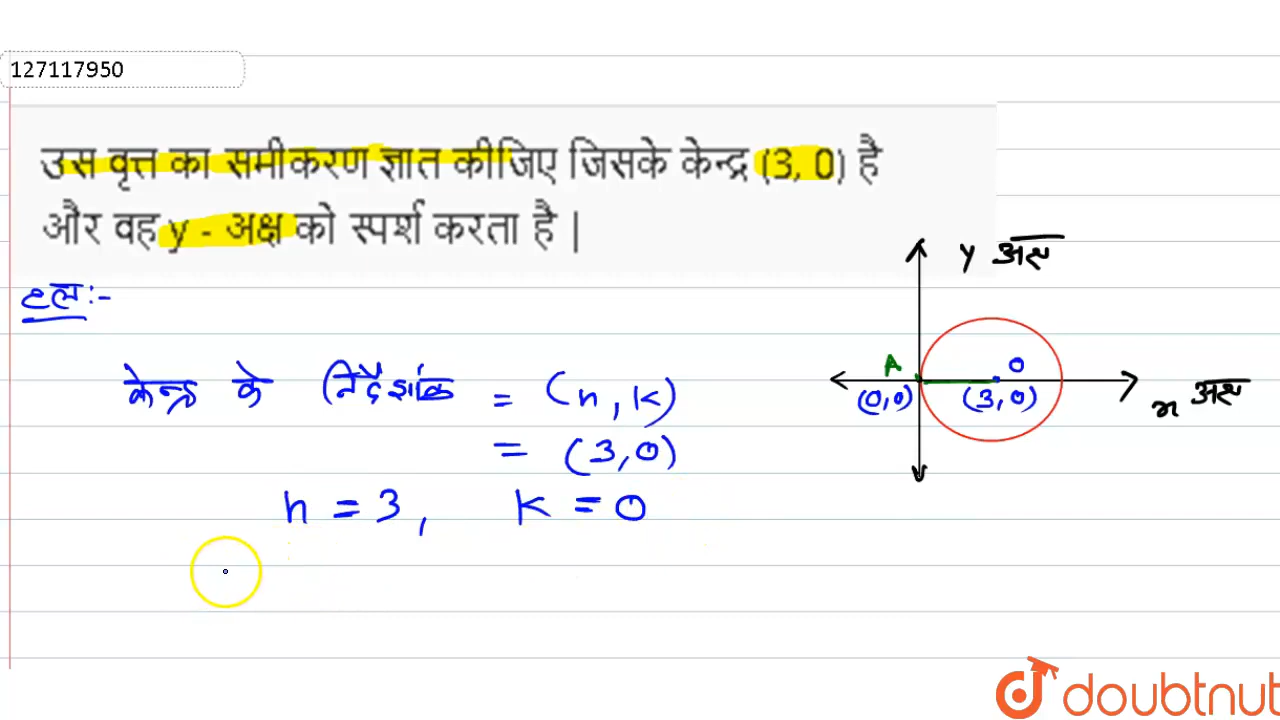 127117950
उस वृत्त का समीकरण ज्ञात कीजिए जिसके केन्द्र (3, 0) है
और वह y - अक्ष को स्पर्श करता है |
हल:-
केन्द्र के निर्देशांक = (h, k)
= (3, 0)
h = 3, k = 0
y अक्ष
A O
(0,0) (3, 0)
x अक्ष
doubtnut